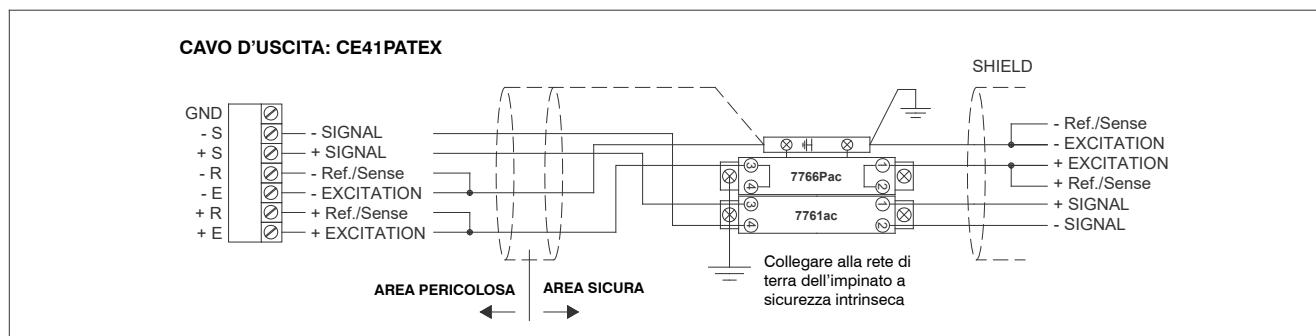 CAVO D'USCITA: CE41PATEX
SHIELD
GND
- S
+ S
- R
- E
+ R
+ E
- SIGNAL
+ SIGNAL
- Ref./Sense
- EXCITATION
+ Ref./Sense
+ EXCITATION
3
4
7766Pac
1
2
3
4
7761ac
1
2
- Ref./Sense
- EXCITATION
+ EXCITATION
+ Ref./Sense
+ SIGNAL
- SIGNAL
AREA PERICOLOSA
AREA SICURA
Collegare alla rete di
terra dell'impinato a
sicurezza intrinseca